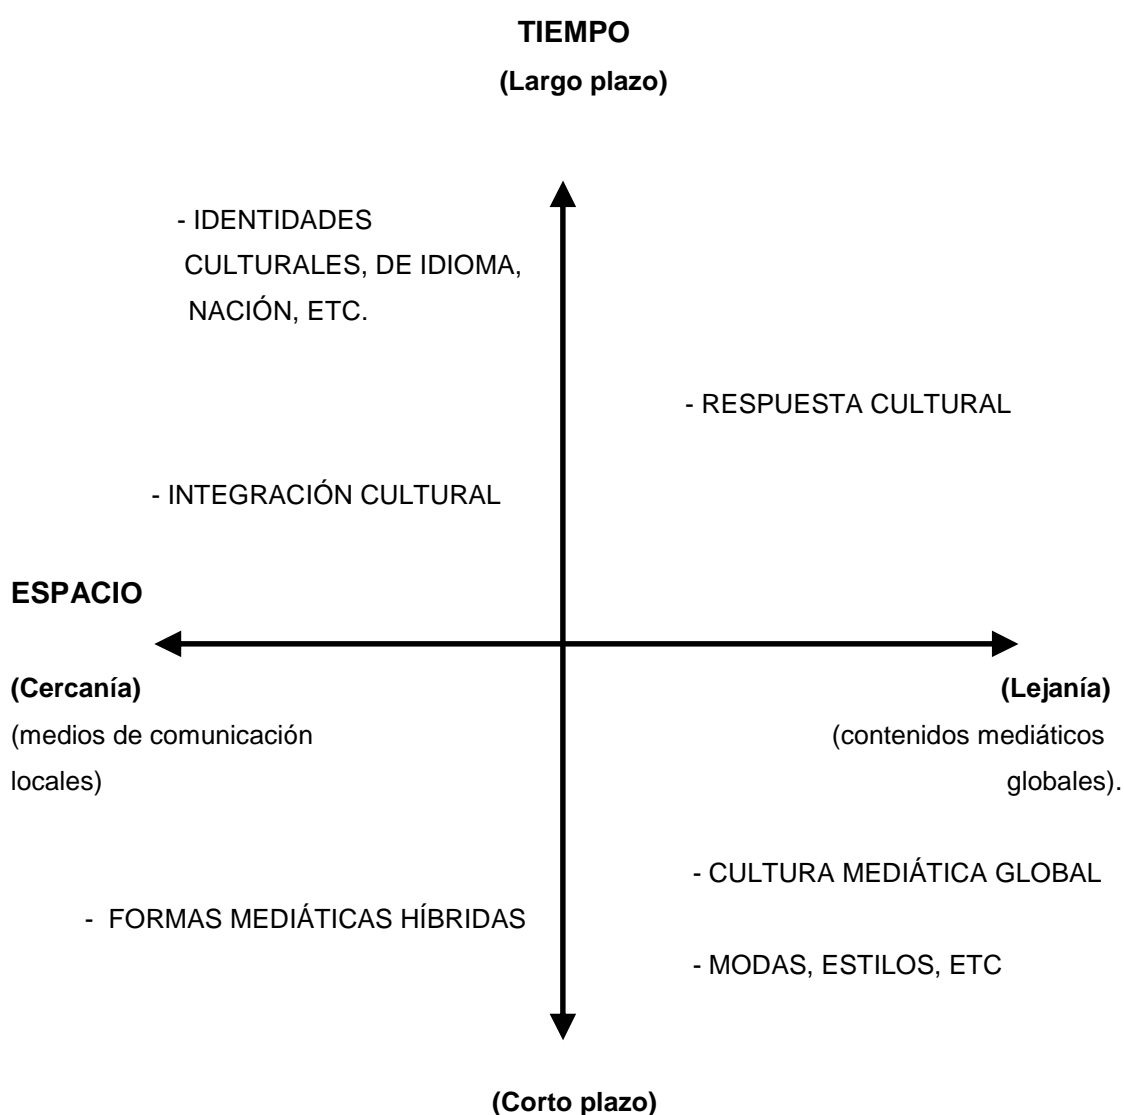 TIEMPO
(Largo plazo)
- IDENTIDADES
CULTURALES, DE IDIOMA,
NACIÓN, ETC.
- RESPUESTA CULTURAL
- INTEGRACIÓN CULTURAL
ESPACIO
(Cercanía)
(Lejanía)
(medios de comunicación
(contenidos mediáticos
locales)
globales).
- CULTURA MEDIÁTICA GLOBAL
- FORMAS MEDIÁTICAS HÍBRIDAS
- MODAS, ESTILOS, ETC
(Corto plazo)